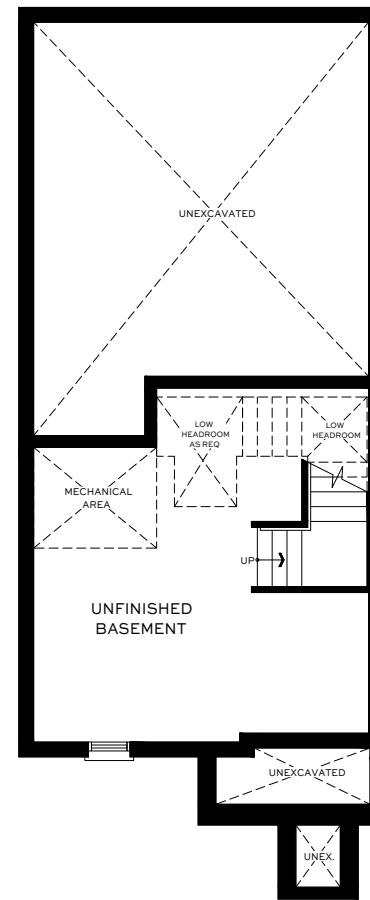 UNEXCAVATED
LOW
HEADROOM
AS REQ
LOW
HEADROOM
MECHANICAL
AREA
UP
UNFINISHED
BASEMENT
UNEXCAVATED
UNEX.